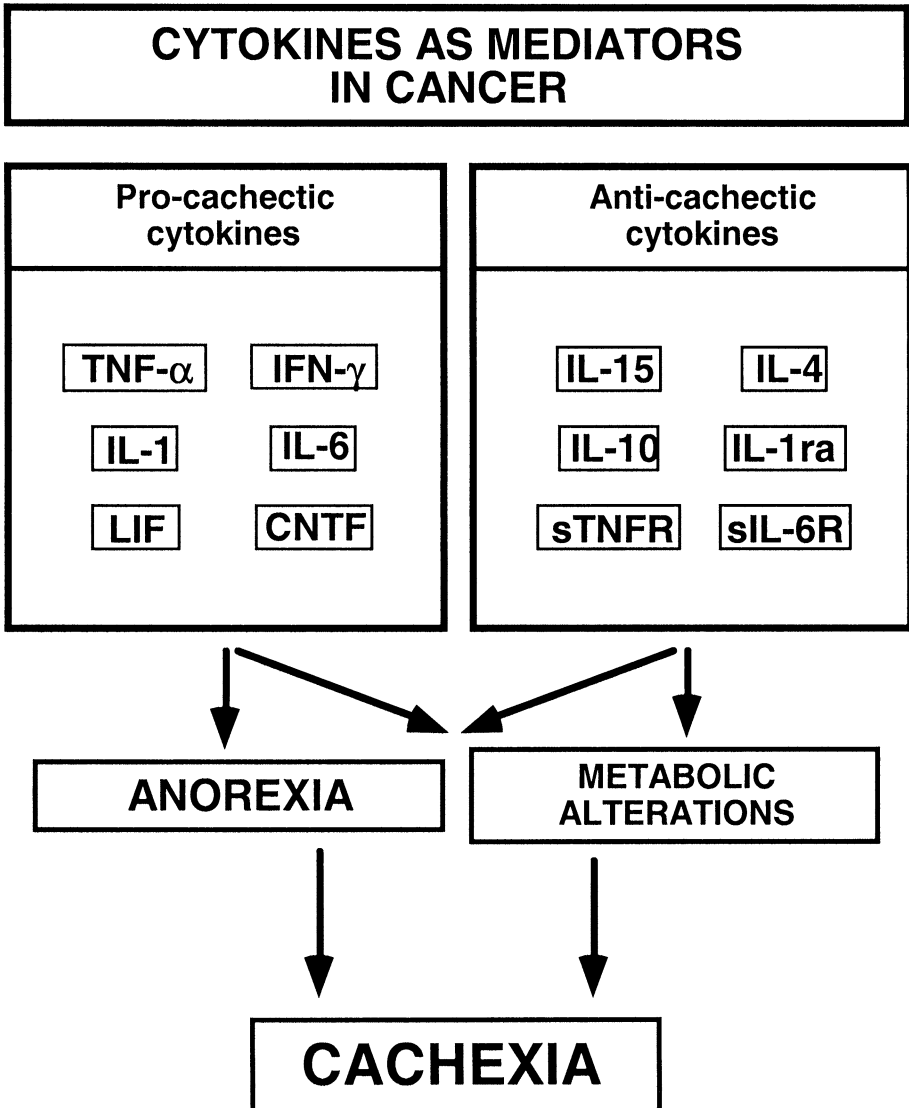 CYTOKINES AS MEDIATORS
IN CANCER
Pro-cachectic
cytokines
TNF-α IFN-γ
IL-1 IL-6
LIF CNTF
Anti-cachectic
cytokines
IL-15 IL-4
IL-10 IL-1ra
sTNFR sIL-6R
ANOREXIA
METABOLIC
ALTERATIONS
CACHEXIA